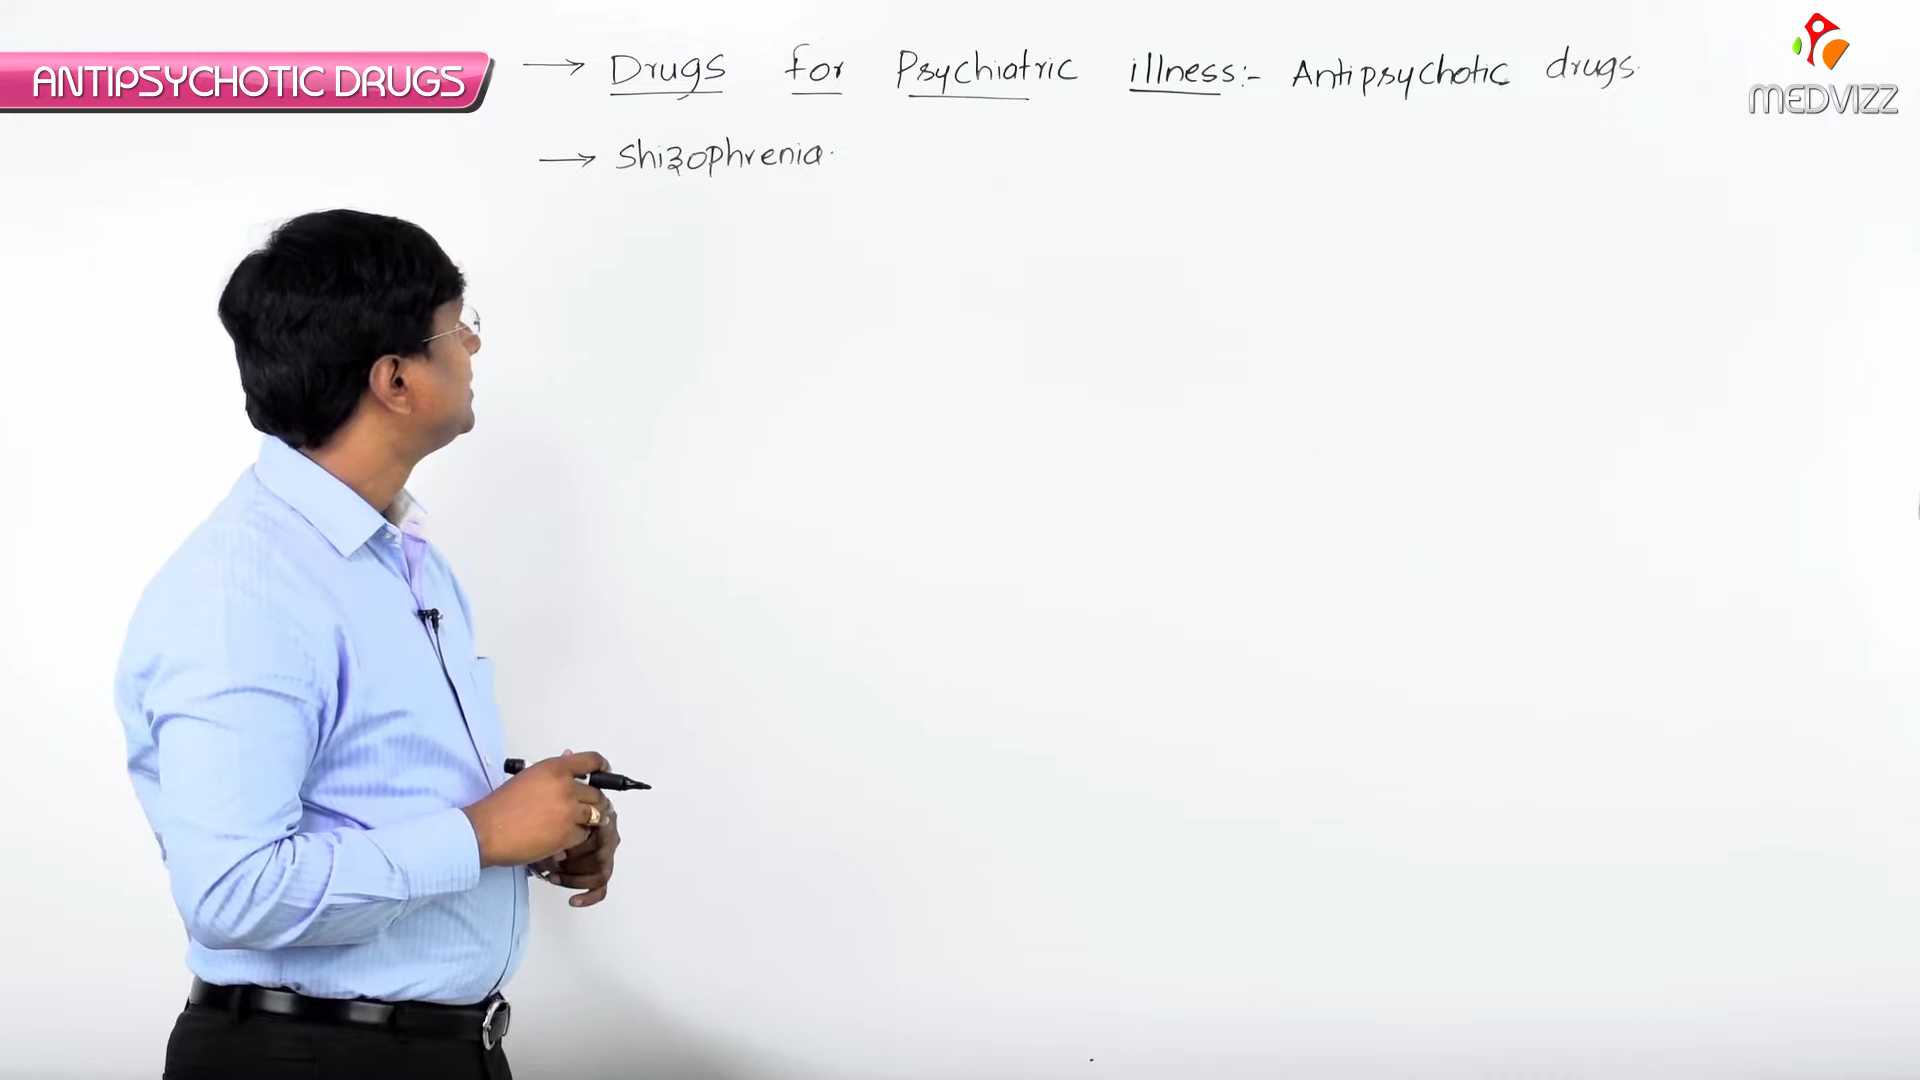 ANTIPSYCHOTIC DRUGS
→ Drugs for Psychiatric illness:- Antipsychotic drugs.
→ Shizophrenia.
MEDVIZZ